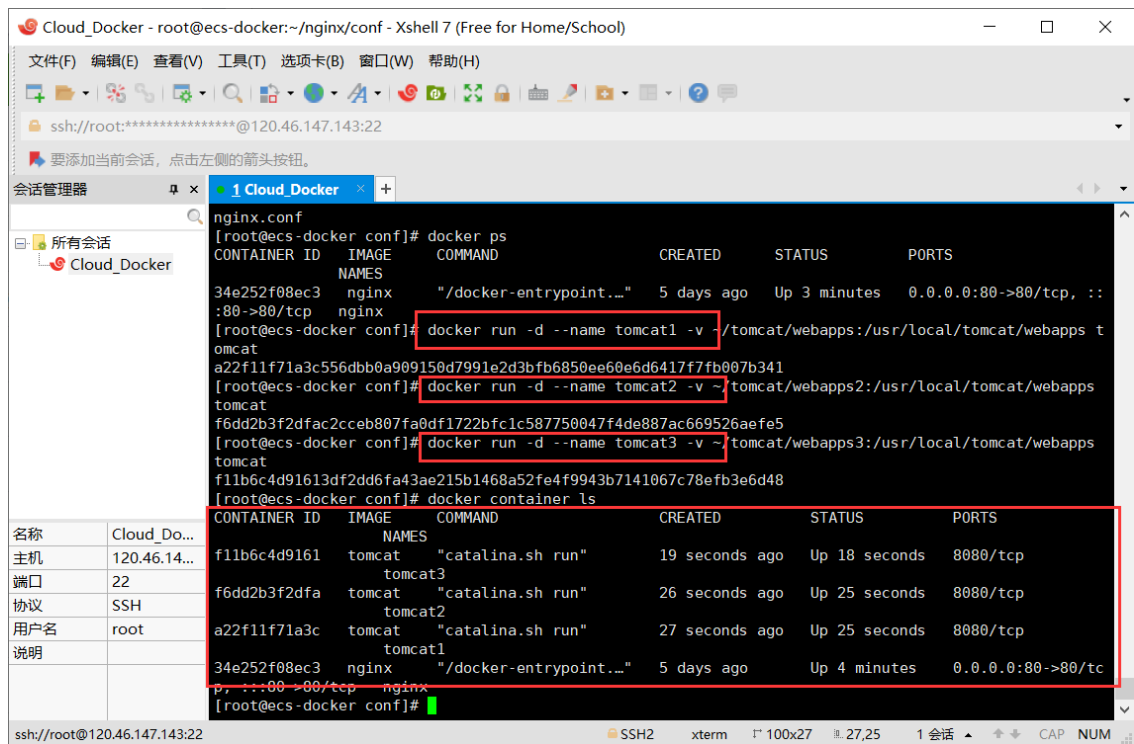 Cloud_Docker - root@ecs-docker:~/nginx/conf - Xshell 7 (Free for Home/School)
文件(F) 编辑(E) 查看(V) 工具(T) 选项卡(B) 窗口(W) 帮助(H)
ssh://root:****************@120.46.147.143:22
要添加当前会话，点击左侧的箭头按钮。
会话管理器
1 Cloud_Docker
所有会话
Cloud_Docker
nginx.conf
[root@ecs-docker conf]# docker ps
CONTAINER ID   IMAGE     COMMAND                  CREATED      STATUS         PORTS
NAMES
34e252f08ec3   nginx     "/docker-entrypoint.…"   5 days ago   Up 3 minutes   0.0.0.0:80->80/tcp, ::
:80->80/tcp   nginx
[root@ecs-docker conf]# docker run -d --name tomcat1 -v ~/tomcat/webapps:/usr/local/tomcat/webapps t
omcat
a22f11f71a3c556dbb0a909150d7991e2d3bfb6850ee60e6d6417f7fb007b341
[root@ecs-docker conf]# docker run -d --name tomcat2 -v ~/tomcat/webapps2:/usr/local/tomcat/webapps
tomcat
f6dd2b3f2dfac2cceb807fa0df1722bfc1c587750047f4de887ac669526aefe5
[root@ecs-docker conf]# docker run -d --name tomcat3 -v ~/tomcat/webapps3:/usr/local/tomcat/webapps
tomcat
f11b6c4d91613df2dd6fa43ae215b1468a52fe4f9943b7141067c78efb3e6d48
[root@ecs-docker conf]# docker container ls
CONTAINER ID   IMAGE     COMMAND                  CREATED          STATUS          PORTS
NAMES
f11b6c4d9161   tomcat    "catalina.sh run"        19 seconds ago   Up 18 seconds   8080/tcp
tomcat3
f6dd2b3f2dfa   tomcat    "catalina.sh run"        26 seconds ago   Up 25 seconds   8080/tcp
tomcat2
a22f11f71a3c   tomcat    "catalina.sh run"        27 seconds ago   Up 25 seconds   8080/tcp
tomcat1
34e252f08ec3   nginx     "/docker-entrypoint.…"   5 days ago       Up 4 minutes    0.0.0.0:80->80/tc
p, :::80->80/tcp   nginx
[root@ecs-docker conf]#
名称 Cloud_Do...
主机 120.46.14...
端口 22
协议 SSH
用户名 root
说明
ssh://root@120.46.147.143:22 SSH2 xterm 100x27 27,25 1 会话 CAP NUM